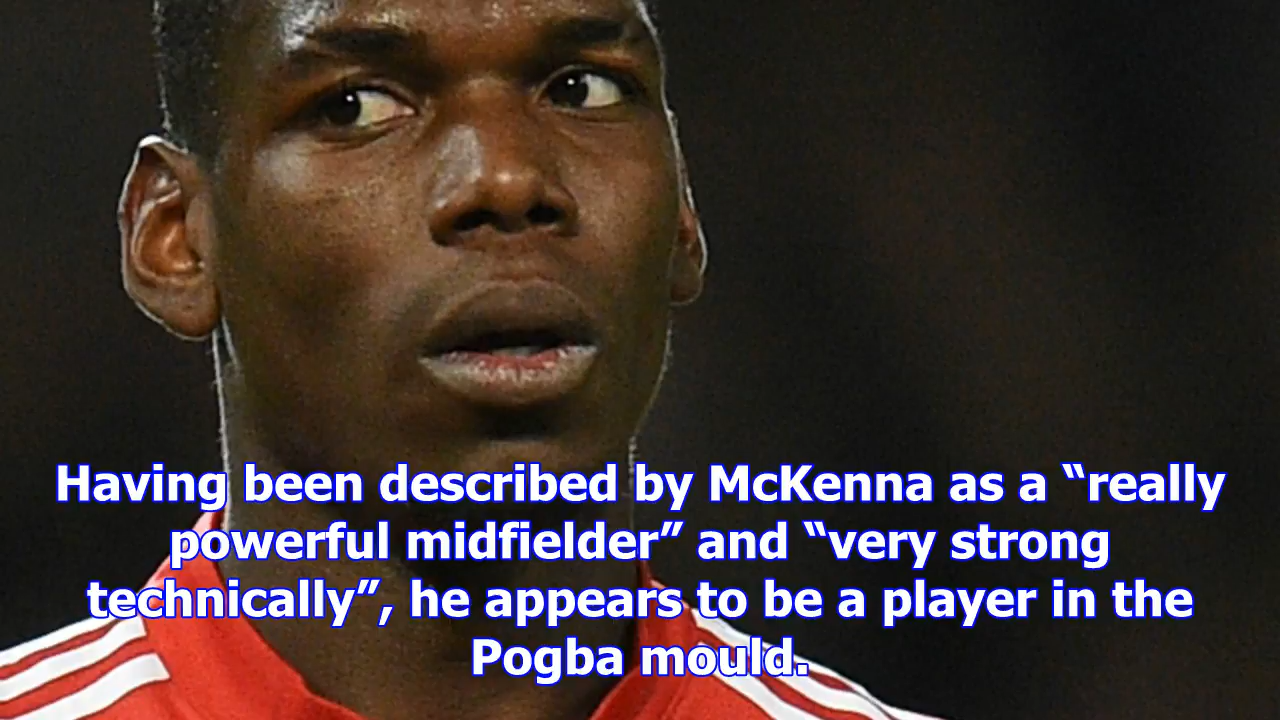 Having been described by McKenna as a “really
powerful midfielder” and “very strong
technically”, he appears to be a player in the
Pogba mould.